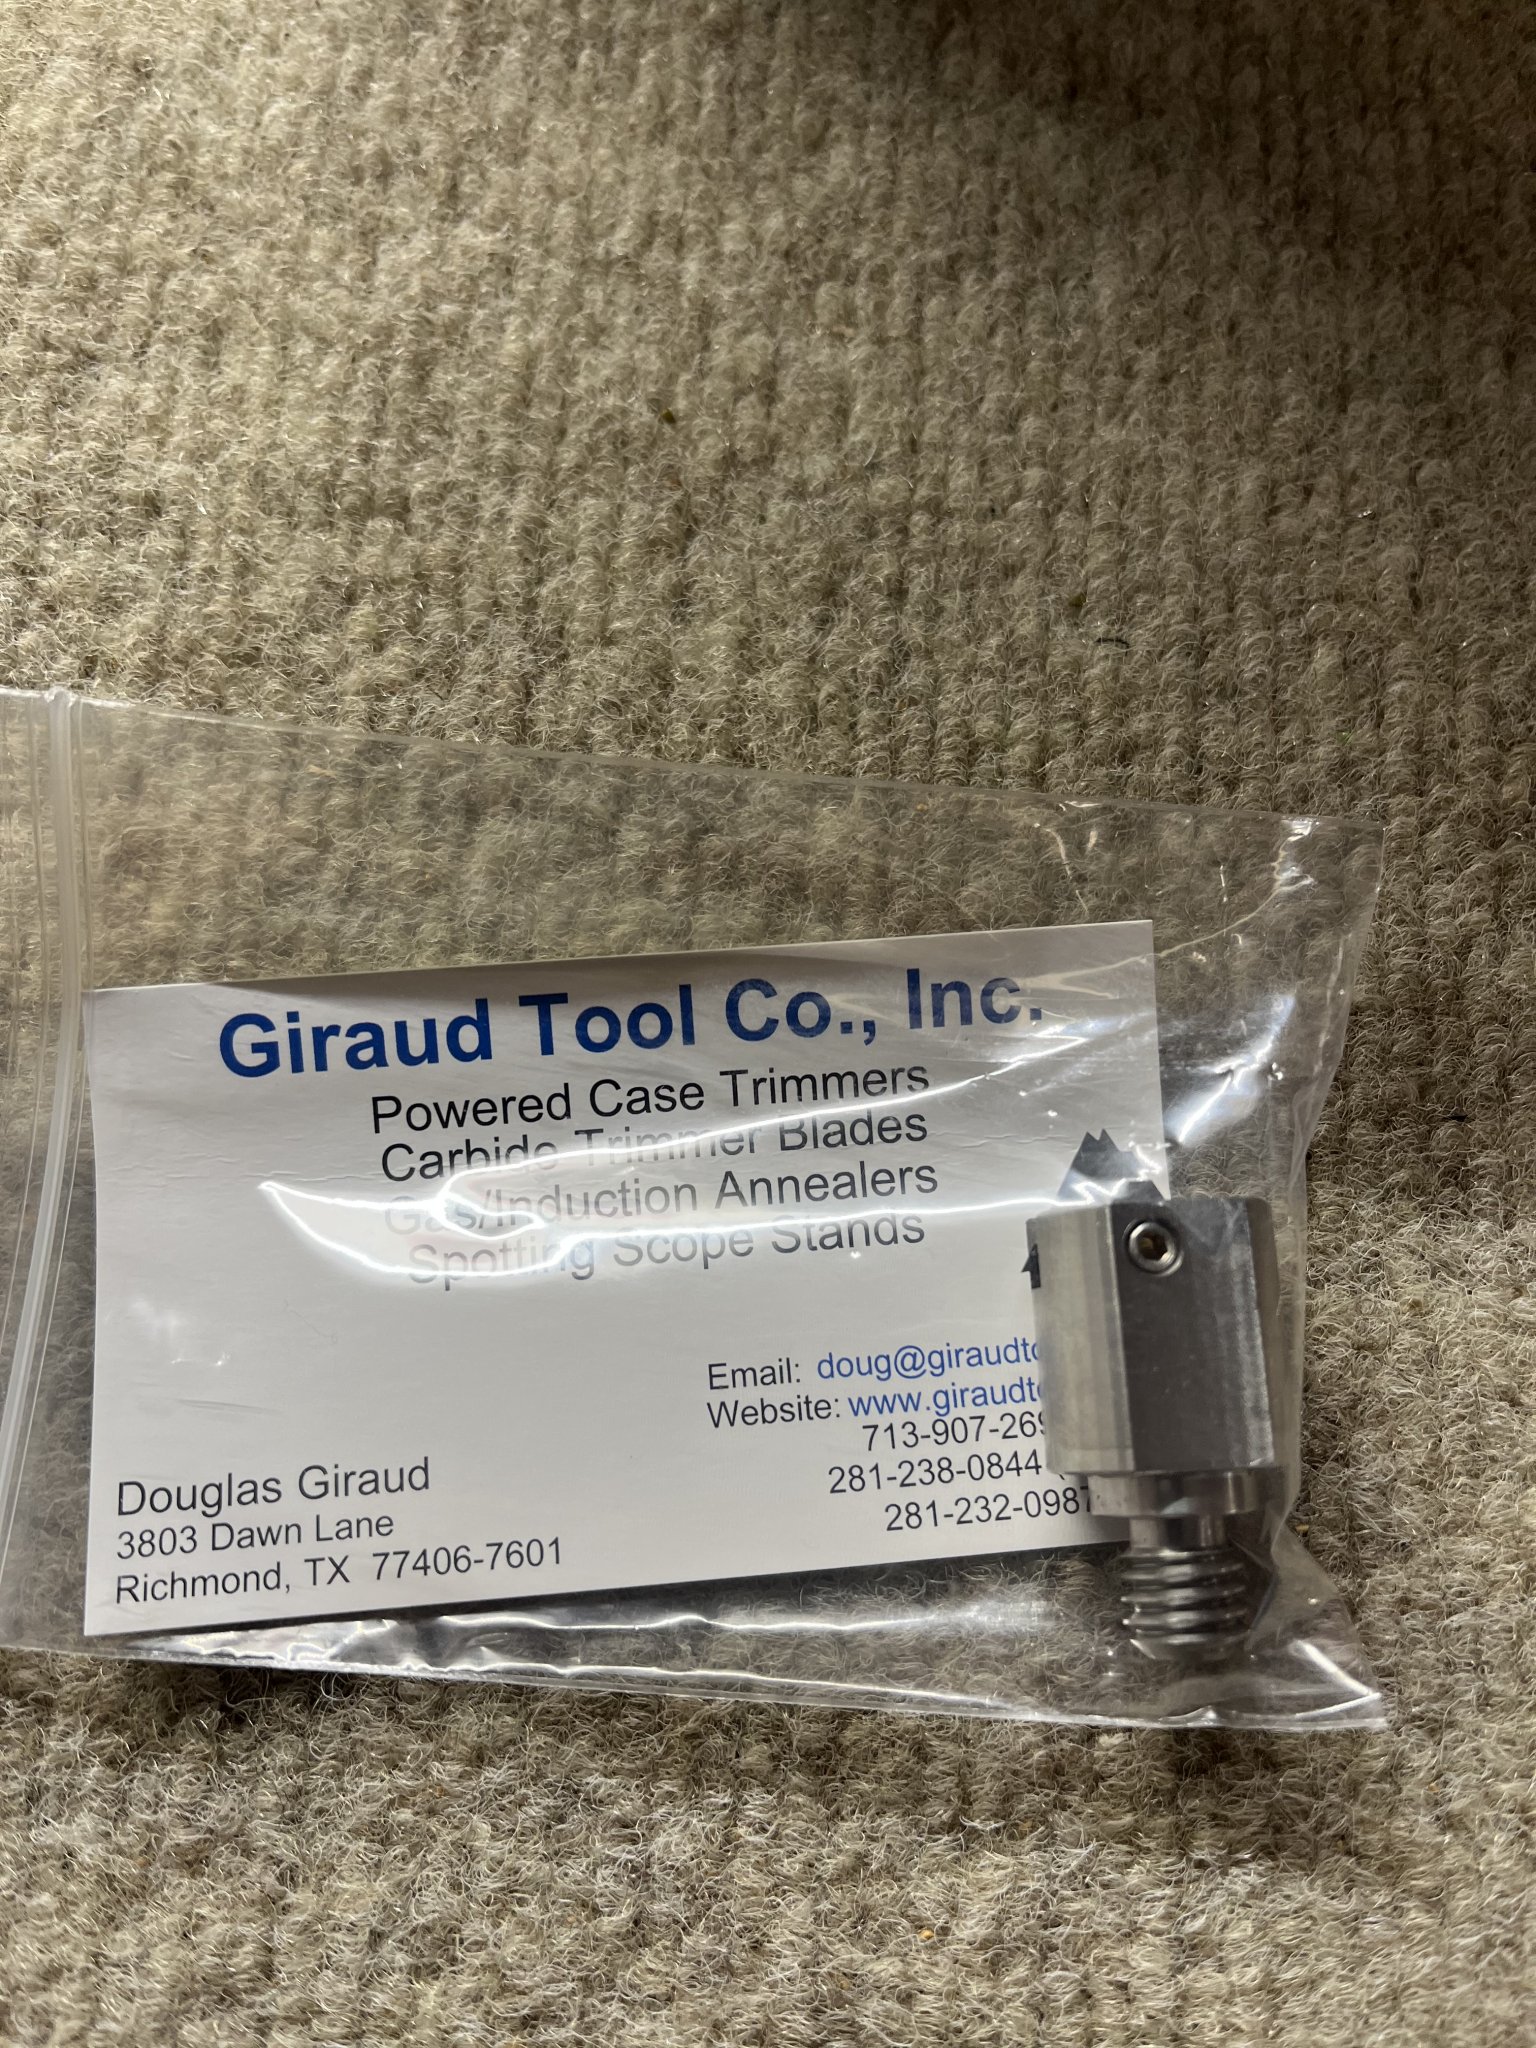 Giraud Tool Co., Inc.
Powered Case Trimmers
Carbide Trimmer Blades
Gas/Induction Annealers
Spotting Scope Stands
Email: doug@giraudto
Website: www.giraudto
713-907-269
281-238-0844
281-232-0987
Douglas Giraud
3803 Dawn Lane
Richmond, TX 77406-7601